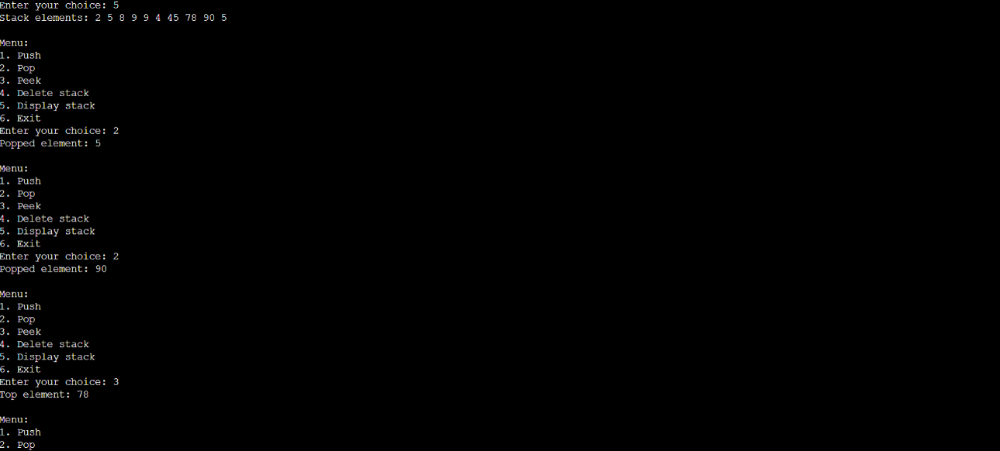 Enter your choice: 5
Stack elements: 2 5 8 9 9 4 45 78 90 5
Menu:
1. Push
2. Pop
3. Peek
4. Delete stack
5. Display stack
6. Exit
Enter your choice: 2
Popped element: 5
Menu:
1. Push
2. Pop
3. Peek
4. Delete stack
5. Display stack
6. Exit
Enter your choice: 2
Popped element: 90
Menu:
1. Push
2. Pop
3. Peek
4. Delete stack
5. Display stack
6. Exit
Enter your choice: 3
Top element: 78
Menu:
1. Push
2. Pop